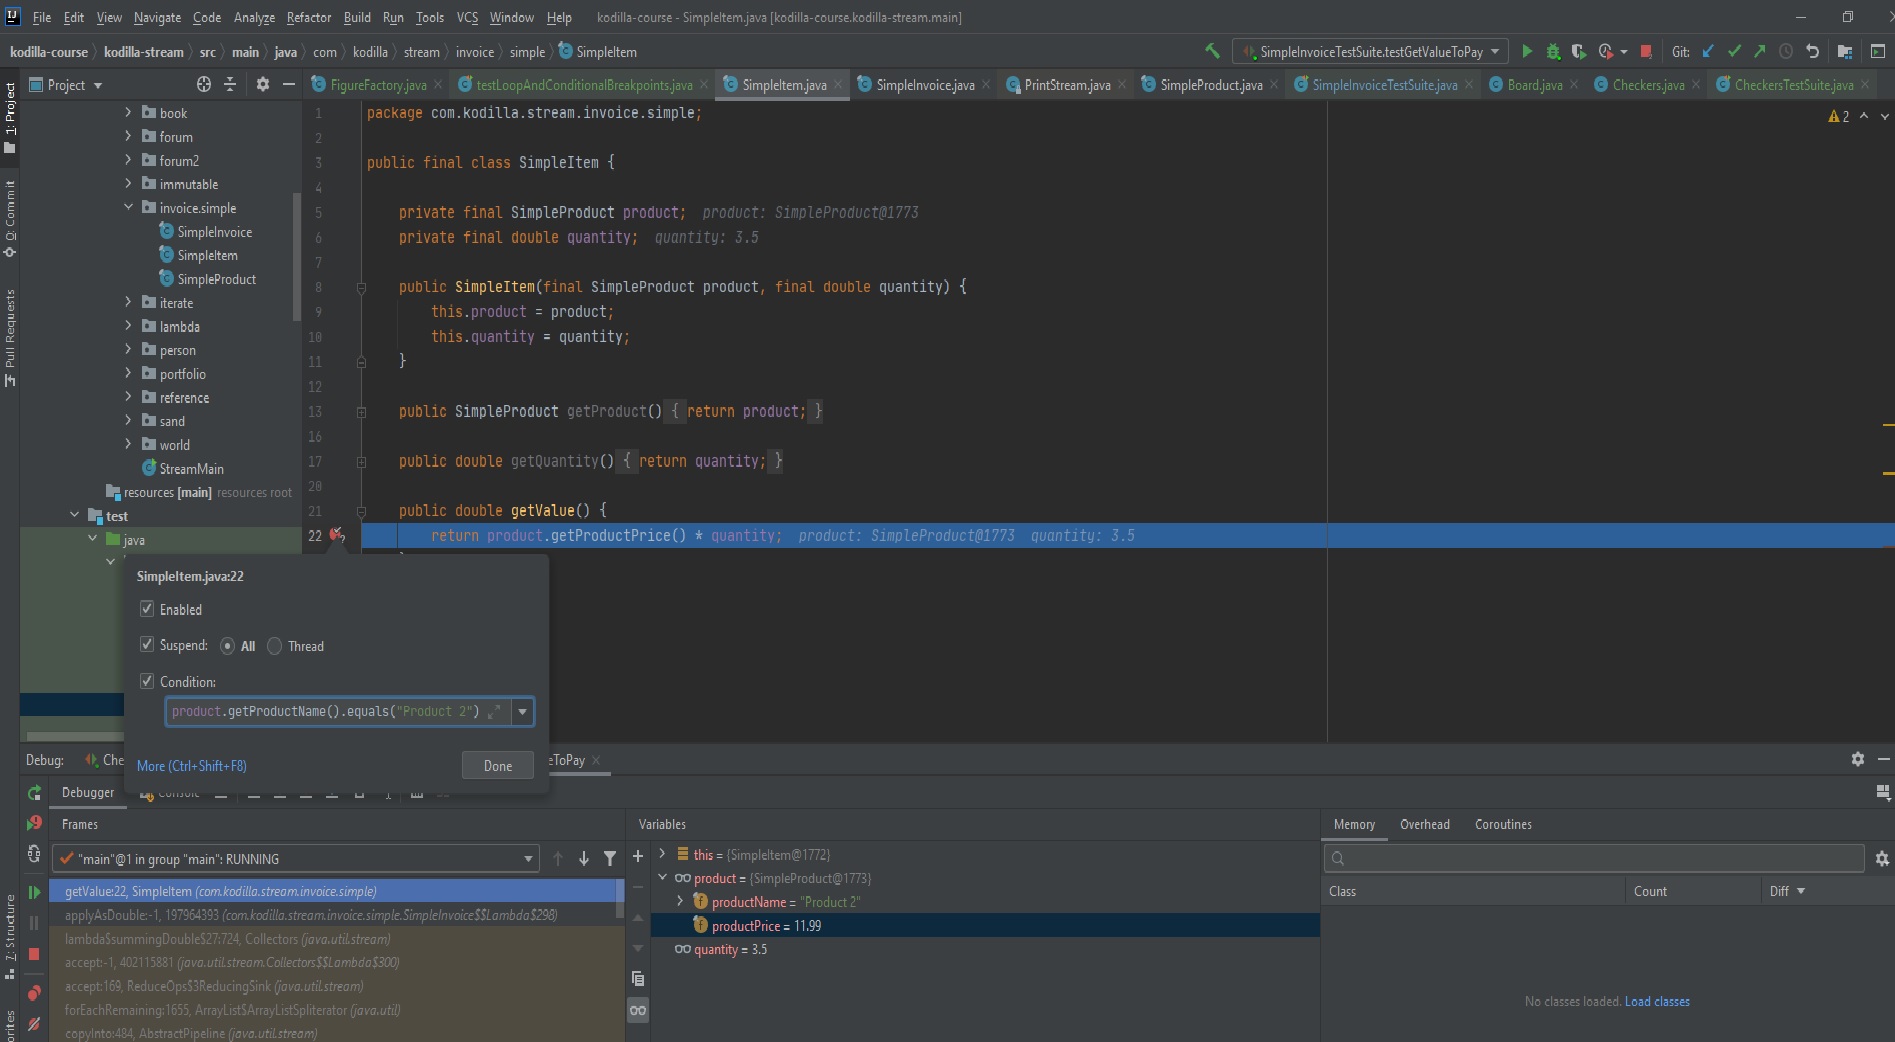 File Edit View Navigate Code Analyze Refactor Build Run Tools VCS Window Help kodilla-course - SimpleItem.java [kodilla-course.kodilla-stream.main]
kodilla-course kodilla-stream src main java com kodilla stream invoice simple SimpleItem SimpleInvoiceTestSuite.testGetValueToPay Git:
Project FigureFactory.java testLoopAndConditionalBreakpoints.java SimpleItem.java SimpleInvoice.java PrintStream.java SimpleProduct.java SimpleInvoiceTestSuite.java Board.java Checkers.java CheckersTestSuite.java
1: Project
0: Commit
Pull Requests
7: Structure
book
forum
forum2
immutable
invoice.simple
SimpleInvoice
SimpleItem
SimpleProduct
iterate
lambda
person
portfolio
reference
sand
world
StreamMain
resources [main] resources root
test
java
1 package com.kodilla.stream.invoice.simple;
2
3 public final class SimpleItem {
4
5 private final SimpleProduct product; product: SimpleProduct@1773
6 private final double quantity; quantity: 3.5
7
8 public SimpleItem(final SimpleProduct product, final double quantity) {
9 this.product = product;
10 this.quantity = quantity;
11 }
12
13 public SimpleProduct getProduct() { return product; }
16
17 public double getQuantity() { return quantity; }
20
21 public double getValue() {
22 return product.getProductPrice() * quantity; product: SimpleProduct@1773 quantity: 3.5
2
SimpleItem.java:22
Enabled
Suspend: All Thread
Condition:
product.getProductName().equals("Product 2")
More (Ctrl+Shift+F8) Done
Debug: Che eToPay
Debugger Console
Frames
"main"@1 in group "main": RUNNING
getValue:22, SimpleItem (com.kodilla.stream.invoice.simple)
applyAsDouble:-1, 197964393 (com.kodilla.stream.invoice.simple.SimpleInvoice$$Lambda$298)
lambda$summingDouble$27:724, Collectors (java.util.stream)
accept:-1, 402115881 (java.util.stream.Collectors$$Lambda$300)
accept:169, ReduceOps$3ReducingSink (java.util.stream)
forEachRemaining:1655, ArrayList$ArrayListSpliterator (java.util)
copyInto:484, AbstractPipeline (java.util.stream)
Variables
this = {SimpleItem@1772}
product = {SimpleProduct@1773}
productName = "Product 2"
productPrice = 11.99
quantity = 3.5
Memory Overhead Coroutines
Class Count Diff
No classes loaded. Load classes